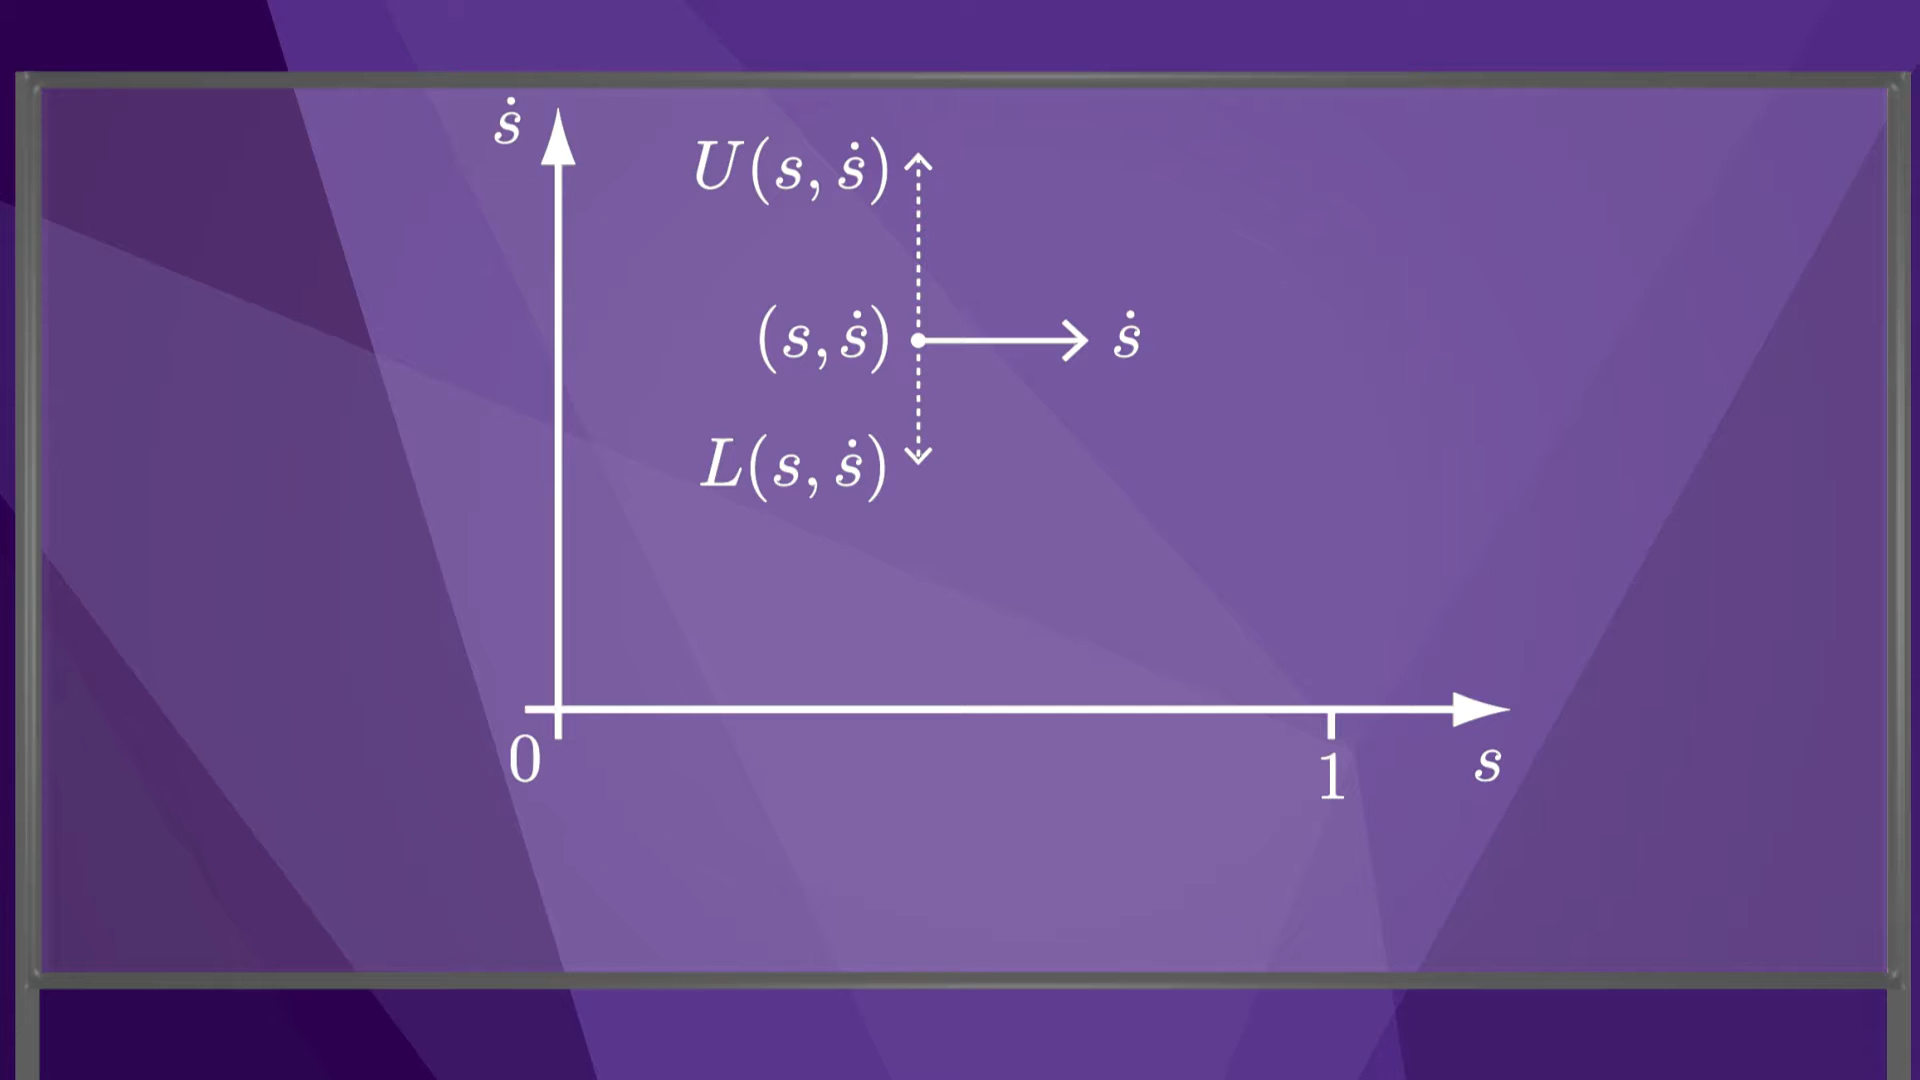 ṡ
U(s, ṡ)
(s, ṡ) ṡ
L(s, ṡ)
0 1 s